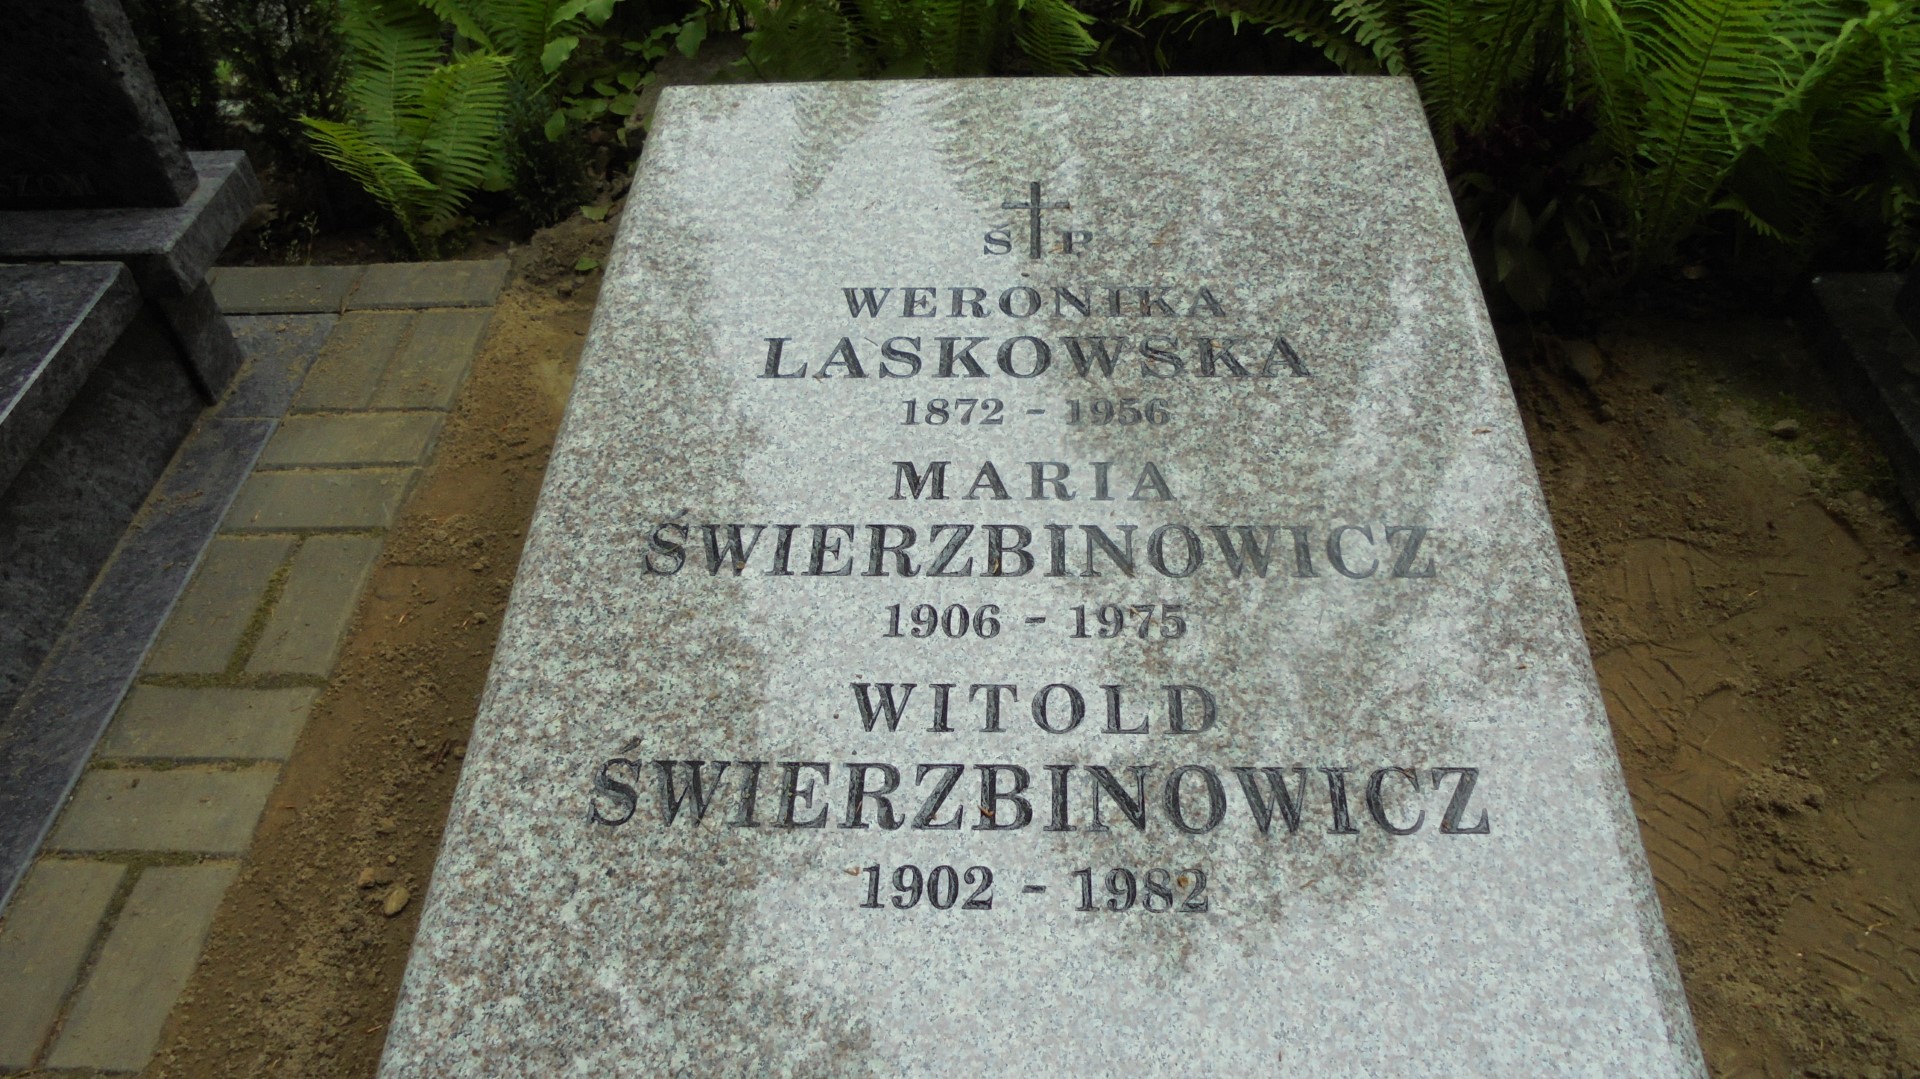 Ś P
WERONIKA
LASKOWSKA
1872 - 1956
MARIA
ŚWIERZBINOWICZ
1906 - 1975
WITOLD
ŚWIERZBINOWICZ
1902 - 1982